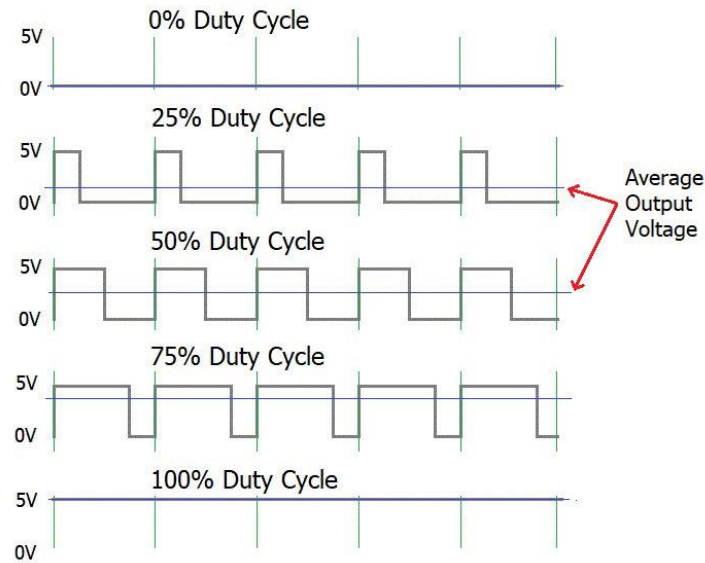 0% Duty Cycle
5V
0V
25% Duty Cycle
5V
0V
Average
Output
Voltage
50% Duty Cycle
5V
0V
75% Duty Cycle
5V
0V
100% Duty Cycle
5V
0V